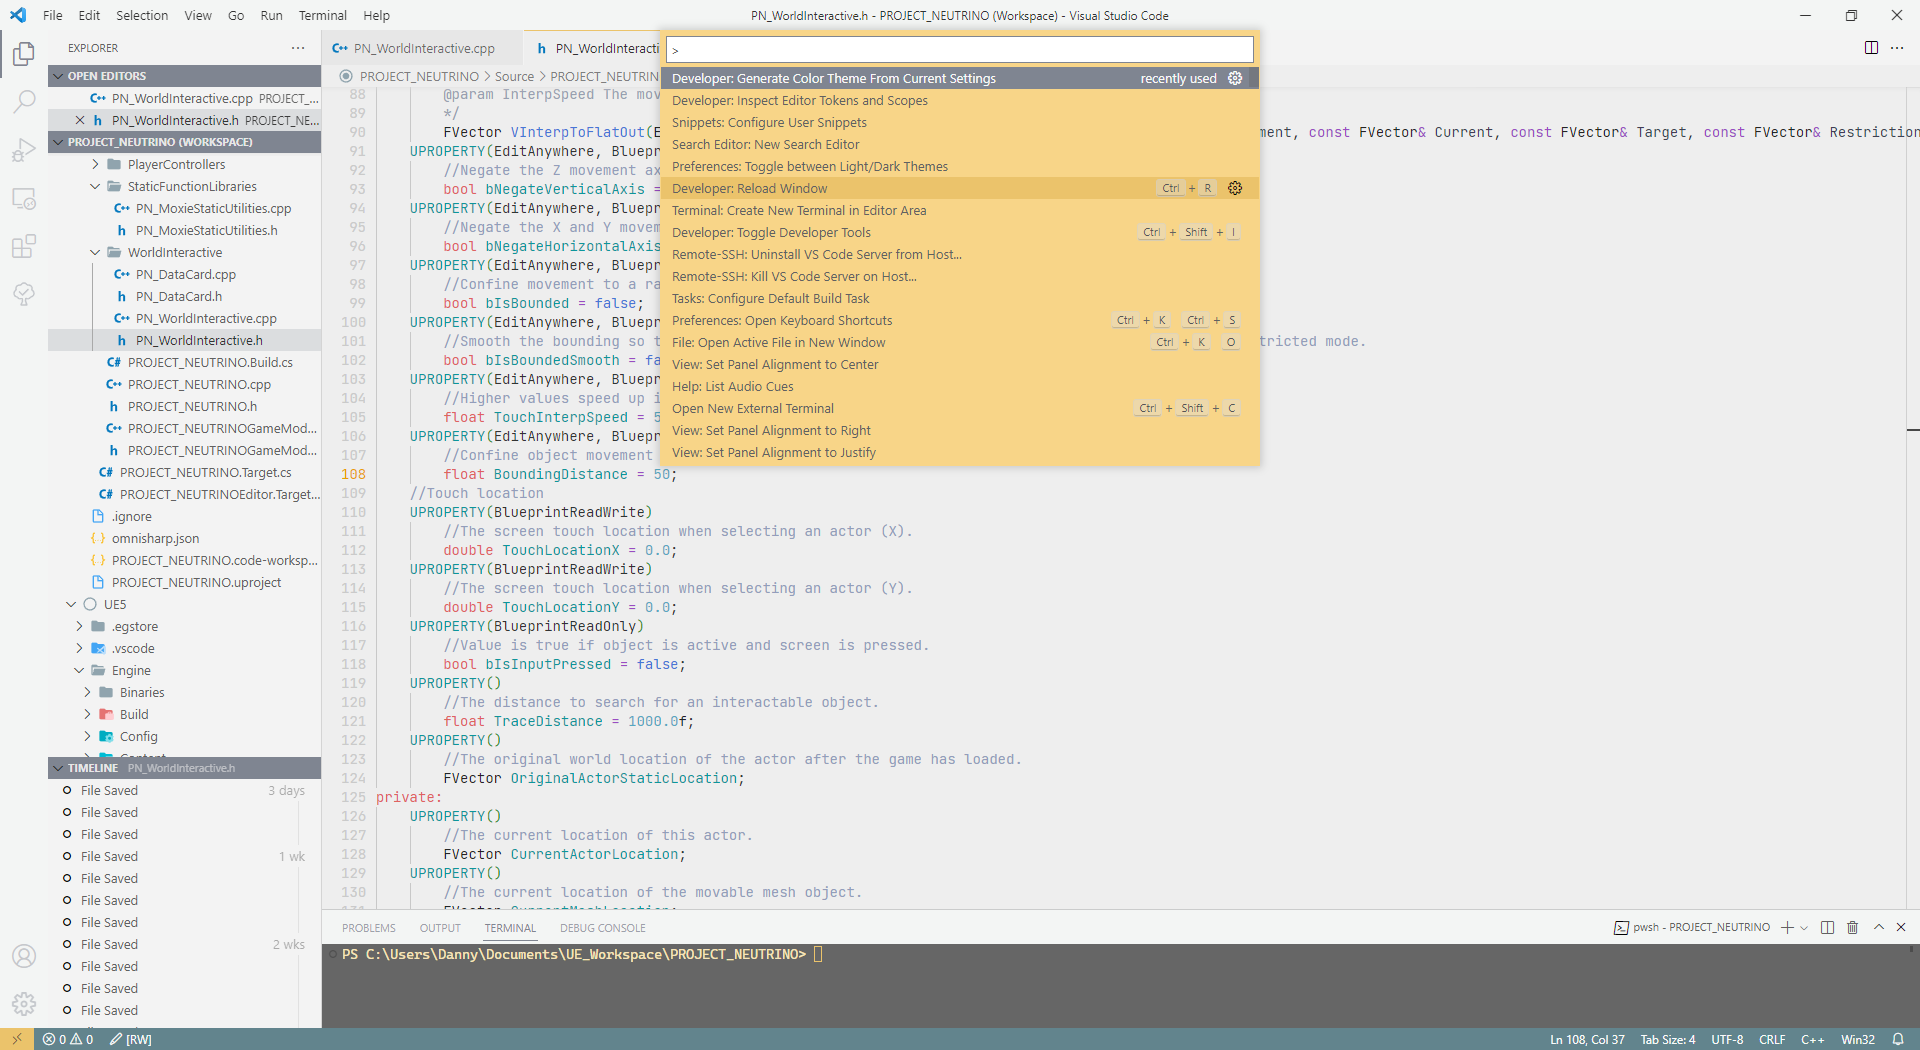 File Edit Selection View Go Run Terminal Help
PN_WorldInteractive.h - PROJECT_NEUTRINO (Workspace) - Visual Studio Code
EXPLORER
OPEN EDITORS
PN_WorldInteractive.cpp PROJECT_...
PN_WorldInteractive.h PROJECT_NE...
PROJECT_NEUTRINO (WORKSPACE)
PlayerControllers
StaticFunctionLibraries
PN_MoxieStaticUtilities.cpp
PN_MoxieStaticUtilities.h
WorldInteractive
PN_DataCard.cpp
PN_DataCard.h
PN_WorldInteractive.cpp
PN_WorldInteractive.h
PROJECT_NEUTRINO.Build.cs
PROJECT_NEUTRINO.cpp
PROJECT_NEUTRINO.h
PROJECT_NEUTRINOGameMod...
PROJECT_NEUTRINOGameMod...
PROJECT_NEUTRINO.Target.cs
PROJECT_NEUTRINOEditor.Target...
.ignore
omnisharp.json
PROJECT_NEUTRINO.code-worksp...
PROJECT_NEUTRINO.uproject
UE5
.egstore
.vscode
Engine
Binaries
Build
Config
TIMELINE PN_WorldInteractive.h
File Saved 3 days
File Saved
File Saved
File Saved 1 wk
File Saved
File Saved
File Saved
File Saved 2 wks
File Saved
File Saved
File Saved
PN_WorldInteractive.cpp
PN_WorldInteracti
PROJECT_NEUTRINO > Source > PROJECT_NEUTRIN
>
Developer: Generate Color Theme From Current Settings recently used
Developer: Inspect Editor Tokens and Scopes
Snippets: Configure User Snippets
Search Editor: New Search Editor
Preferences: Toggle between Light/Dark Themes
Developer: Reload Window Ctrl + R
Terminal: Create New Terminal in Editor Area
Developer: Toggle Developer Tools Ctrl + Shift + I
Remote-SSH: Uninstall VS Code Server from Host...
Remote-SSH: Kill VS Code Server on Host...
Tasks: Configure Default Build Task
Preferences: Open Keyboard Shortcuts Ctrl + K Ctrl + S
File: Open Active File in New Window Ctrl + K O
View: Set Panel Alignment to Center
Help: List Audio Cues
Open New External Terminal Ctrl + Shift + C
View: Set Panel Alignment to Right
View: Set Panel Alignment to Justify
88 @param InterpSpeed The mov
89 */
90 FVector VInterpToFlatOut(E ment, const FVector& Current, const FVector& Target, const FVector& Restriction
91 UPROPERTY(EditAnywhere, Bluepr
92 //Negate the Z movement ax
93 bool bNegateVerticalAxis =
94 UPROPERTY(EditAnywhere, Bluepr
95 //Negate the X and Y movem
96 bool bNegateHorizontalAxis
97 UPROPERTY(EditAnywhere, Bluepr
98 //Confine movement to a ra
99 bool bIsBounded = false;
100 UPROPERTY(EditAnywhere, Bluepr
101 //Smooth the bounding so t tricted mode.
102 bool bIsBoundedSmooth = fa
103 UPROPERTY(EditAnywhere, Bluepr
104 //Higher values speed up i
105 float TouchInterpSpeed = 5
106 UPROPERTY(EditAnywhere, Bluepr
107 //Confine object movement
108 float BoundingDistance = 50;
109 //Touch location
110 UPROPERTY(BlueprintReadWrite)
111 //The screen touch location when selecting an actor (X).
112 double TouchLocationX = 0.0;
113 UPROPERTY(BlueprintReadWrite)
114 //The screen touch location when selecting an actor (Y).
115 double TouchLocationY = 0.0;
116 UPROPERTY(BlueprintReadOnly)
117 //Value is true if object is active and screen is pressed.
118 bool bIsInputPressed = false;
119 UPROPERTY()
120 //The distance to search for an interactable object.
121 float TraceDistance = 1000.0f;
122 UPROPERTY()
123 //The original world location of the actor after the game has loaded.
124 FVector OriginalActorStaticLocation;
125 private:
126 UPROPERTY()
127 //The current location of this actor.
128 FVector CurrentActorLocation;
129 UPROPERTY()
130 //The current location of the movable mesh object.
PROBLEMS OUTPUT TERMINAL DEBUG CONSOLE
pwsh - PROJECT_NEUTRINO
PS C:\Users\Danny\Documents\UE_Workspace\PROJECT_NEUTRINO>
0 0 [RW]
Ln 108, Col 37 Tab Size: 4 UTF-8 CRLF C++ Win32